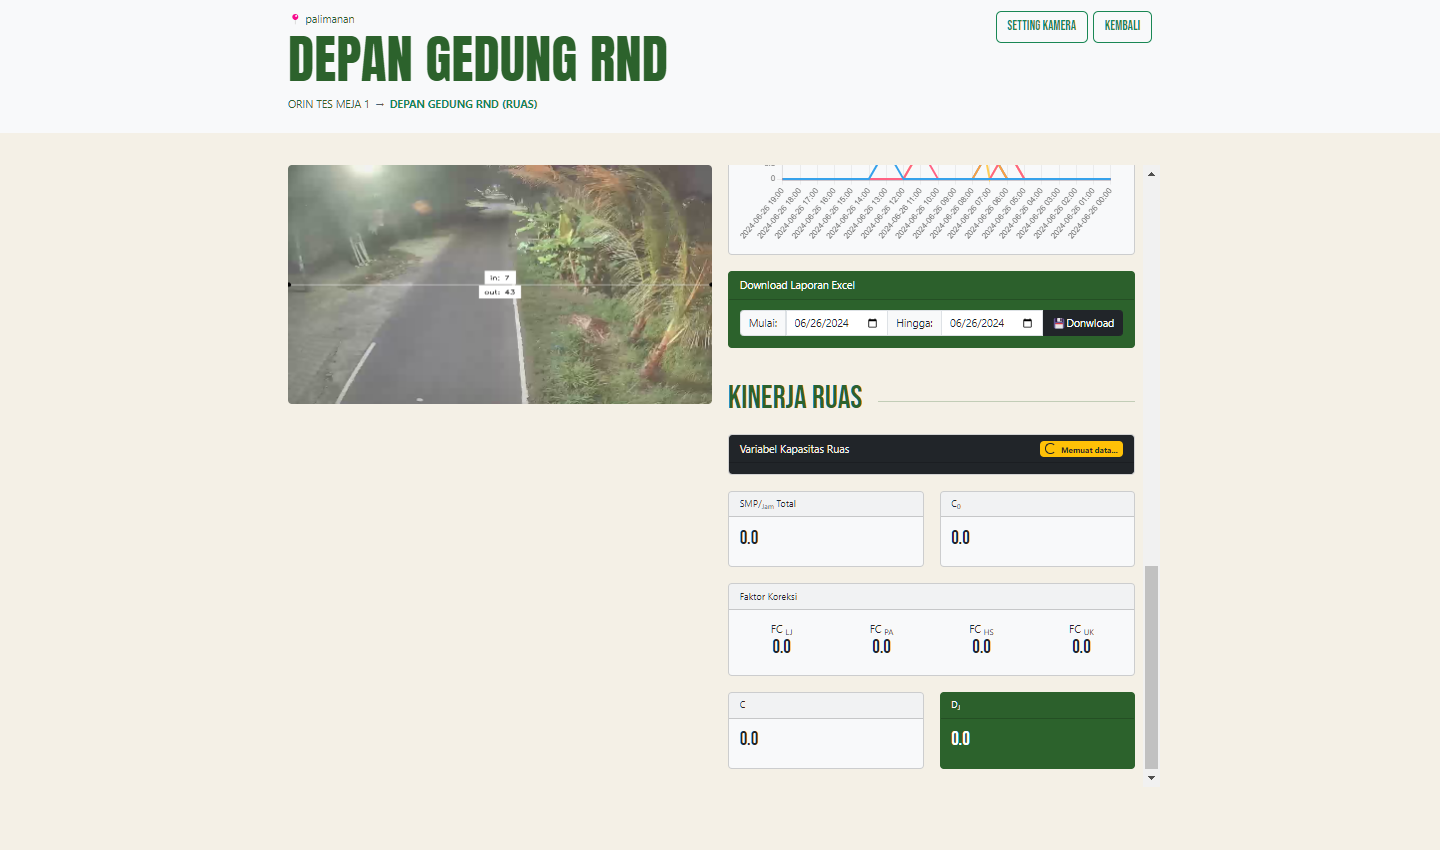 palimanan
DEPAN GEDUNG RND
ORIN TES MEJA 1 → DEPAN GEDUNG RND (RUAS)
SETTING KAMERA
KEMBALI
in: 7
out: 43
0
2024-06-26 19:00
2024-06-26 18:00
2024-06-26 17:00
2024-06-26 16:00
2024-06-26 15:00
2024-06-26 14:00
2024-06-26 13:00
2024-06-26 12:00
2024-06-26 11:00
2024-06-26 10:00
2024-06-26 09:00
2024-06-26 08:00
2024-06-26 07:00
2024-06-26 06:00
2024-06-26 05:00
2024-06-26 04:00
2024-06-26 03:00
2024-06-26 02:00
2024-06-26 01:00
2024-06-26 00:00
Download Laporan Excel
Mulai: 06/26/2024 Hingga: 06/26/2024 Donwload
KINERJA RUAS
Variabel Kapasitas Ruas Memuat data...
SMP/Jam Total
0.0
C0
0.0
Faktor Koreksi
FC LJ FC PA FC HS FC UK
0.0 0.0 0.0 0.0
C
0.0
DJ
0.0